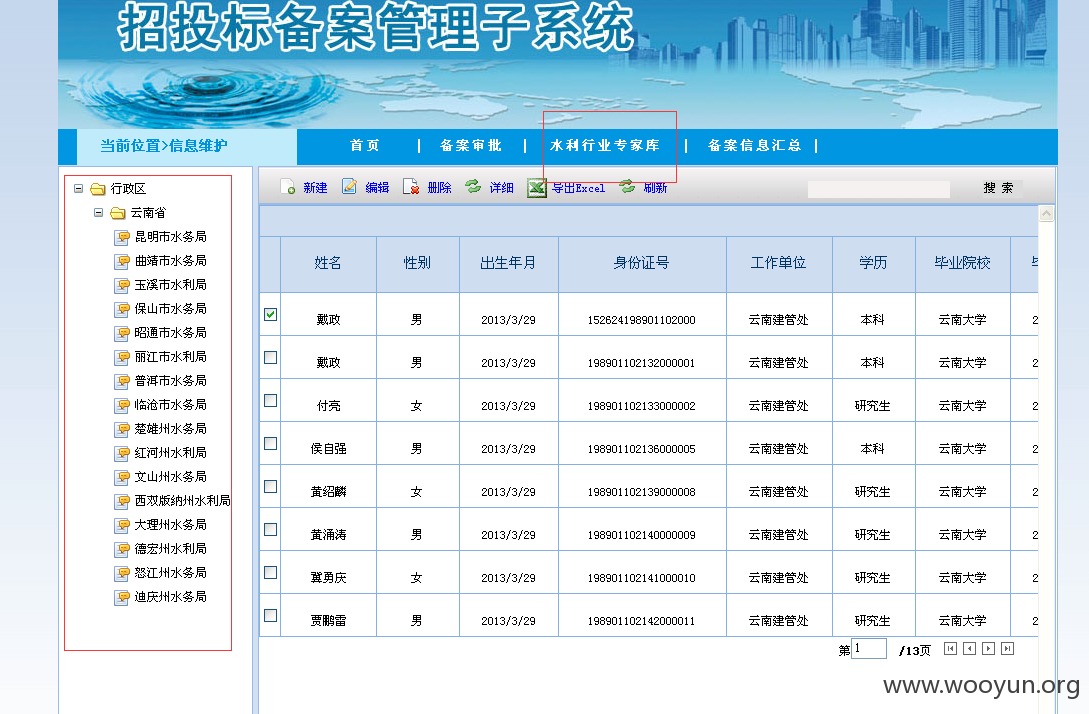 招投标备案管理子系统
当前位置>信息维护 首页 | 备案审批 | 水利行业专家库 | 备案信息汇总 |
新建 编辑 删除 详细 导出Excel 刷新 搜索
行政区
云南省
昆明市水务局
曲靖市水务局
玉溪市水利局
保山市水务局
昭通市水务局
丽江市水利局
普洱市水务局
临沧市水务局
楚雄州水务局
红河州水利局
文山州水务局
西双版纳州水利局
大理州水务局
德宏州水利局
怒江州水务局
迪庆州水务局
姓名 性别 出生年月 身份证号 工作单位 学历 毕业院校
戴政 男 2013/3/29 152624198901102000 云南建管处 本科 云南大学 2
戴政 男 2013/3/29 198901102132000001 云南建管处 本科 云南大学 2
付亮 女 2013/3/29 198901102133000002 云南建管处 研究生 云南大学 2
侯自强 男 2013/3/29 198901102136000005 云南建管处 本科 云南大学 2
黄绍麟 女 2013/3/29 198901102139000008 云南建管处 研究生 云南大学 2
黄涌涛 男 2013/3/29 198901102140000009 云南建管处 研究生 云南大学 2
冀勇庆 女 2013/3/29 198901102141000010 云南建管处 研究生 云南大学 2
贾鹏雷 男 2013/3/29 198901102142000011 云南建管处 研究生 云南大学 2
第1 /13页
www.wooyun.org